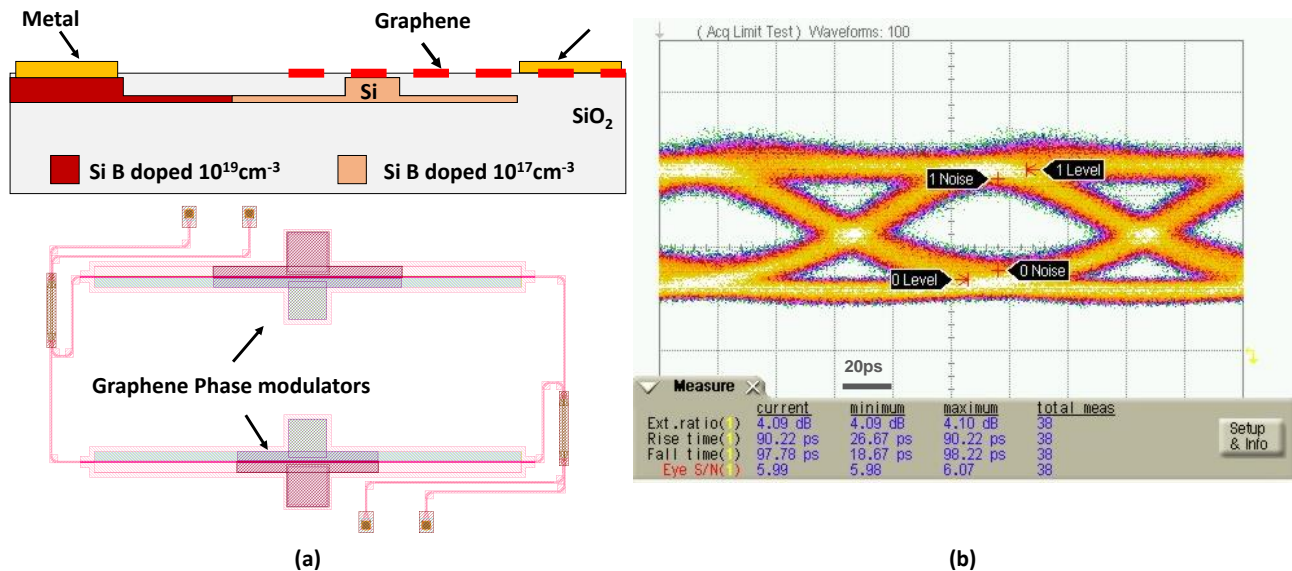 Metal
Graphene
Si
SiO2
Si B doped 10^19cm^-3
Si B doped 10^17cm^-3
Graphene Phase modulators
(a)
( Acq Limit Test ) Waveforms: 100
1 Noise
1 Level
0 Level
0 Noise
20ps
Measure
current minimum maximum total meas
Ext.ratio(1) 4.09 dB 4.09 dB 4.10 dB 38
Rise time(1) 90.22 ps 26.67 ps 90.22 ps 38
Fall time(1) 97.78 ps 18.67 ps 98.22 ps 38
Eye S/N(1) 5.99 5.98 6.07 38
Setup
& Info
(b)